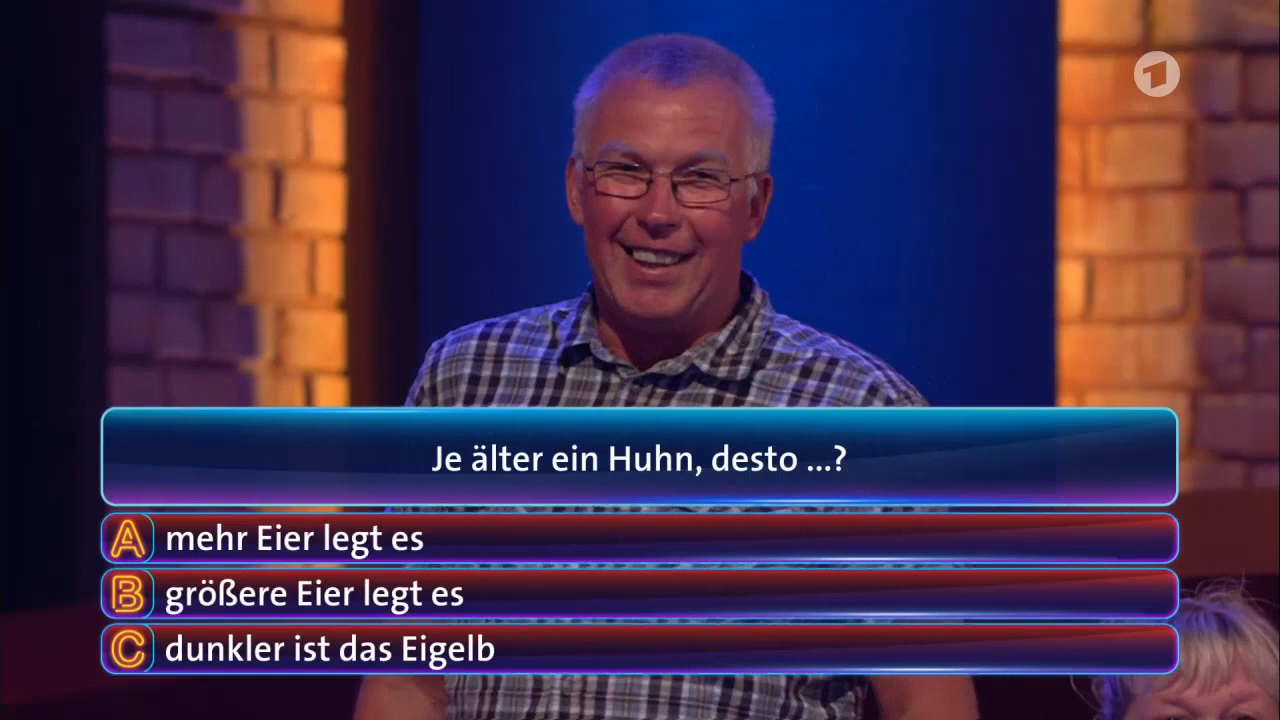 1
Je älter ein Huhn, desto ...?
A mehr Eier legt es
B größere Eier legt es
C dunkler ist das Eigelb